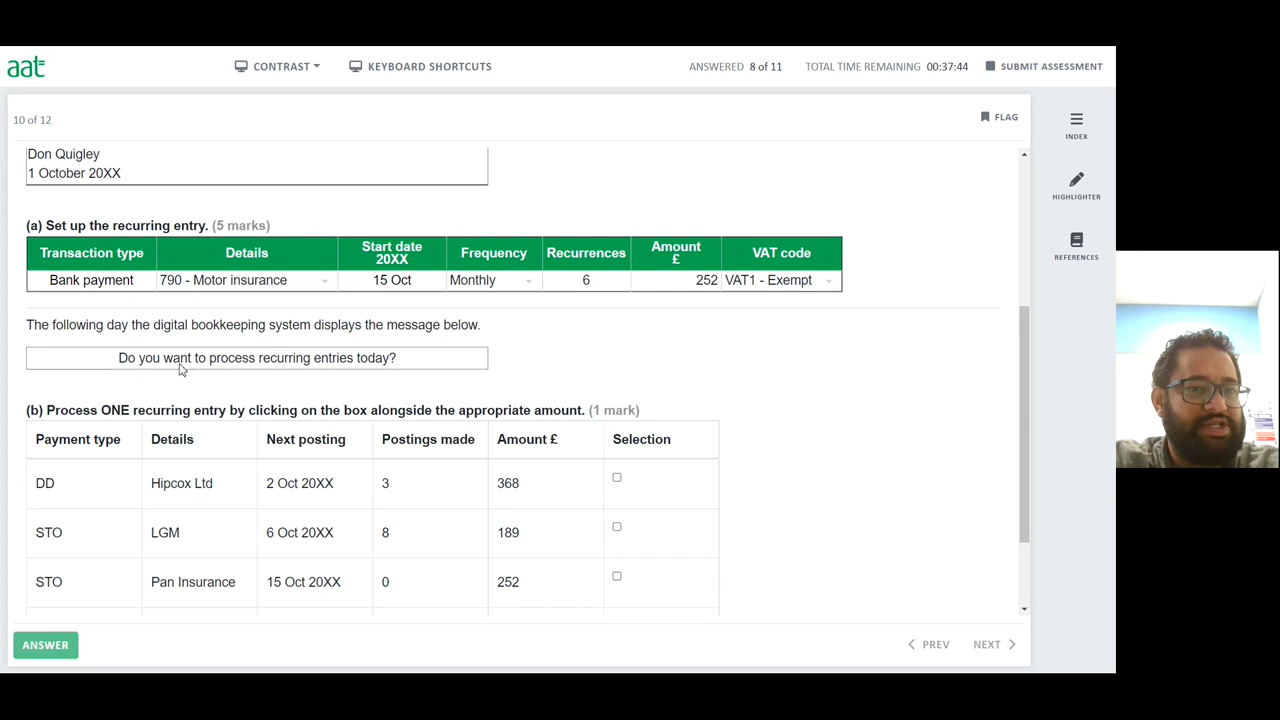 aat
CONTRAST
KEYBOARD SHORTCUTS
ANSWERED 8 of 11
TOTAL TIME REMAINING 00:37:44
SUBMIT ASSESSMENT
10 of 12
FLAG
INDEX
HIGHLIGHTER
REFERENCES
Don Quigley
1 October 20XX
(a) Set up the recurring entry. (5 marks)
Transaction type Details Start date 20XX Frequency Recurrences Amount £ VAT code
Bank payment 790 - Motor insurance 15 Oct Monthly 6 252 VAT1 - Exempt
The following day the digital bookkeeping system displays the message below.
Do you want to process recurring entries today?
(b) Process ONE recurring entry by clicking on the box alongside the appropriate amount. (1 mark)
Payment type Details Next posting Postings made Amount £ Selection
DD Hipcox Ltd 2 Oct 20XX 3 368
STO LGM 6 Oct 20XX 8 189
STO Pan Insurance 15 Oct 20XX 0 252
ANSWER
PREV
NEXT